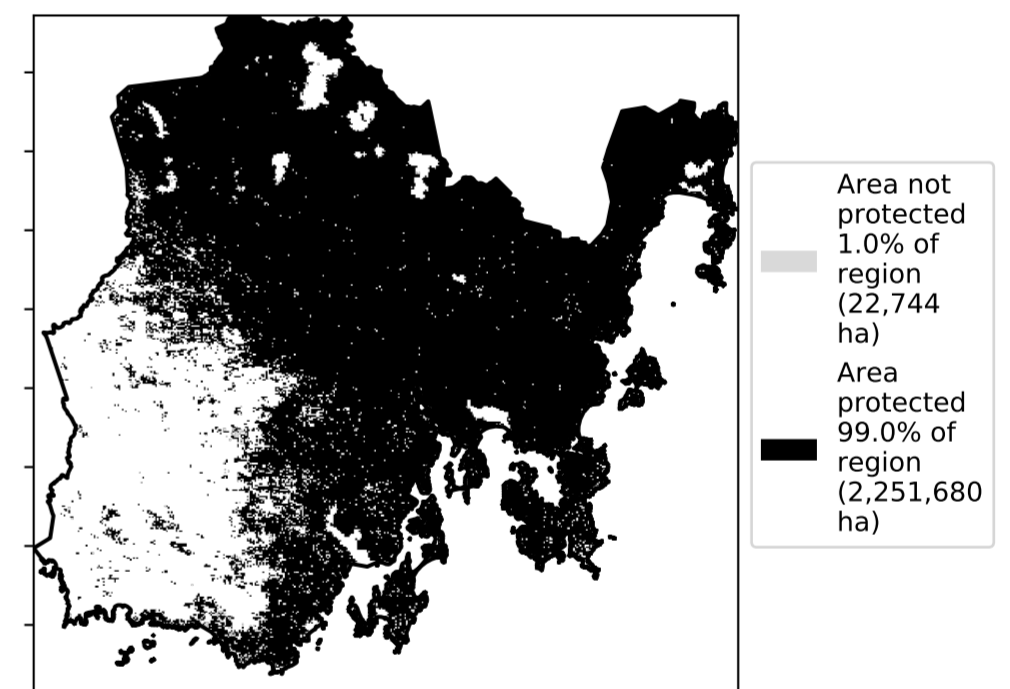 Area not
protected
1.0% of
region
(22,744
ha)
Area
protected
99.0% of
region
(2,251,680
ha)